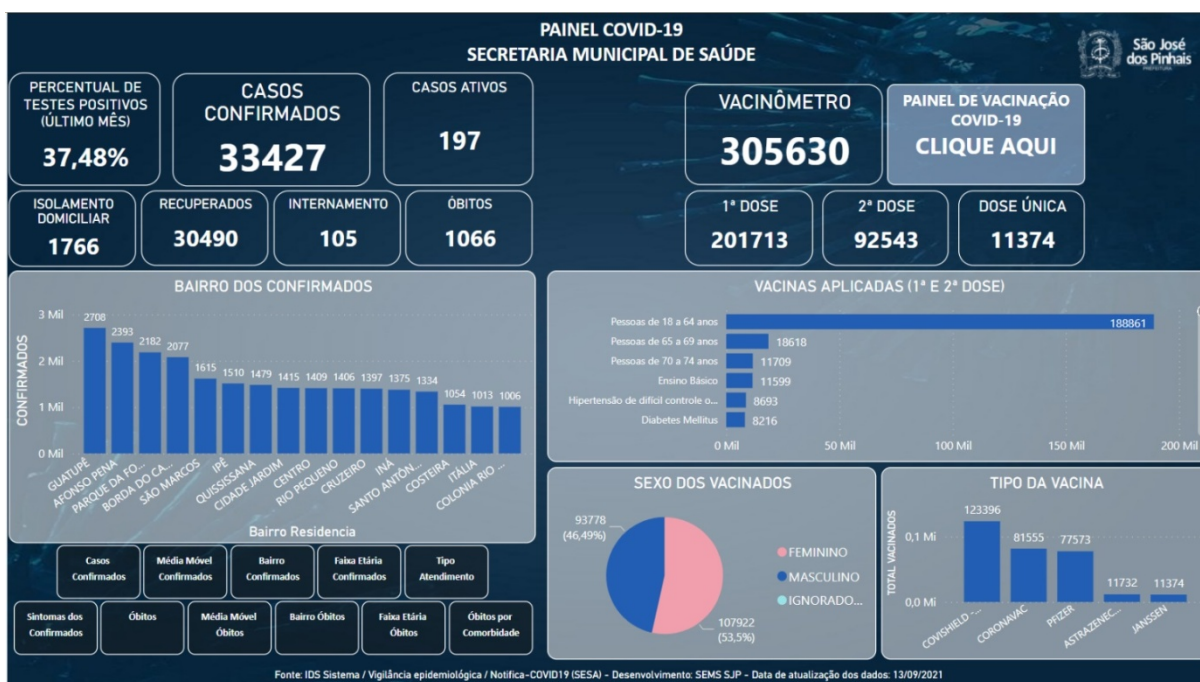 PAINEL COVID-19
SECRETARIA MUNICIPAL DE SAÚDE
São José
dos Pinhais
PREFEITURA
PERCENTUAL DE
TESTES POSITIVOS
(ÚLTIMO MÊS)
37,48%
CASOS
CONFIRMADOS
33427
CASOS ATIVOS
197
VACINÔMETRO
305630
PAINEL DE VACINAÇÃO
COVID-19
CLIQUE AQUI
ISOLAMENTO
DOMICILIAR
1766
RECUPERADOS
30490
INTERNAMENTO
105
ÓBITOS
1066
1ª DOSE
201713
2ª DOSE
92543
DOSE ÚNICA
11374
BAIRRO DOS CONFIRMADOS
CONFIRMADOS
3 Mil
2 Mil
1 Mil
0 Mil
2708
2393
2182
2077
1615
1510
1479
1415
1409
1406
1397
1375
1334
1054
1013
1006
GUATUPÊ
AFONSO PENA
PARQUE DA FO...
BORDA DO CA...
SÃO MARCOS
IPÊ
QUISSISANA
CIDADE JARDIM
CENTRO
RIO PEQUENO
CRUZEIRO
INÁ
SANTO ANTÔN...
COSTEIRA
ITÁLIA
COLONIA RIO ...
Bairro Residencia
VACINAS APLICADAS (1ª E 2ª DOSE)
Pessoas de 18 a 64 anos 188861
Pessoas de 65 a 69 anos 18618
Pessoas de 70 a 74 anos 11709
Ensino Básico 11599
Hipertensão de difícil controle o... 8693
Diabetes Mellitus 8216
0 Mil 50 Mil 100 Mil 150 Mil 200 Mil
SEXO DOS VACINADOS
93778
(46,49%)
107922
(53,5%)
FEMININO
MASCULINO
IGNORADO...
TIPO DA VACINA
TOTAL VACINADOS
0,1 Mi
0,0 Mi
123396
81555
77573
11732
11374
COVISHIELD -...
CORONAVAC
PFIZER
ASTRAZENEC...
JANSSEN
Casos
Confirmados
Média Móvel
Confirmados
Bairro
Confirmados
Faixa Etária
Confirmados
Tipo
Atendimento
Sintomas dos
Confirmados
Óbitos
Média Móvel
Óbitos
Bairro Óbitos
Faixa Etária
Óbitos
Óbitos por
Comorbidade
Fonte: IDS Sistema / Vigilância epidemiológica / Notifica-COVID19 (SESA) - Desenvolvimento: SEMS SJP - Data de atualização dos dados: 13/09/2021